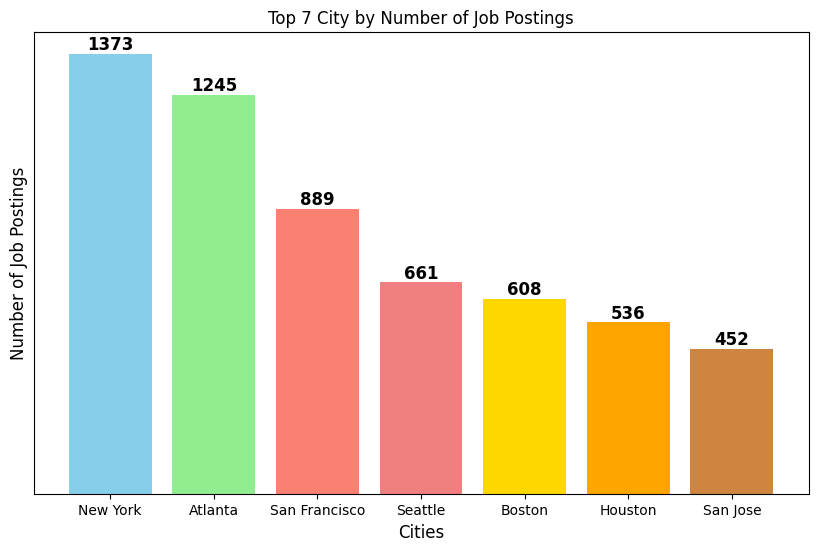 Top 7 City by Number of Job Postings
Number of Job Postings
1373
1245
889
661
608
536
452
New York
Atlanta
San Francisco
Seattle
Boston
Houston
San Jose
Cities